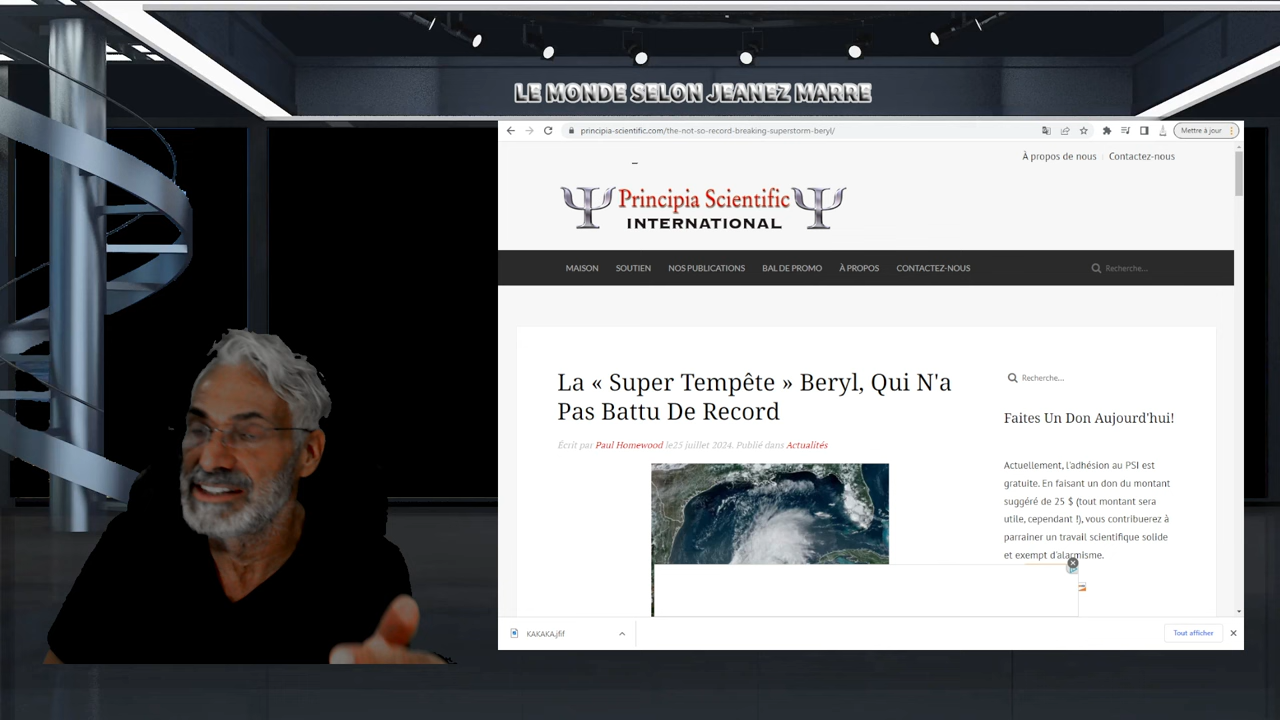 LE MONDE SELON JEANEZ MARRE
principia-scientific.com/the-not-so-record-breaking-superstorm-beryl/
Mettre à jour
À propos de nous
Contactez-nous
Principia Scientific
INTERNATIONAL
MAISON
SOUTIEN
NOS PUBLICATIONS
BAL DE PROMO
À PROPOS
CONTACTEZ-NOUS
Recherche...
La « Super Tempête » Beryl, Qui N'a
Pas Battu De Record
Écrit par Paul Homewood le25 juillet 2024. Publié dans Actualités
Recherche...
Faites Un Don Aujourd'hui!
Actuellement, l'adhésion au PSI est
gratuite. En faisant un don du montant
suggéré de 25 $ (tout montant sera
utile, cependant !), vous contribuerez à
parrainer un travail scientifique solide
et exempt d'alarmisme.
KAKAKA.jfif
Tout afficher